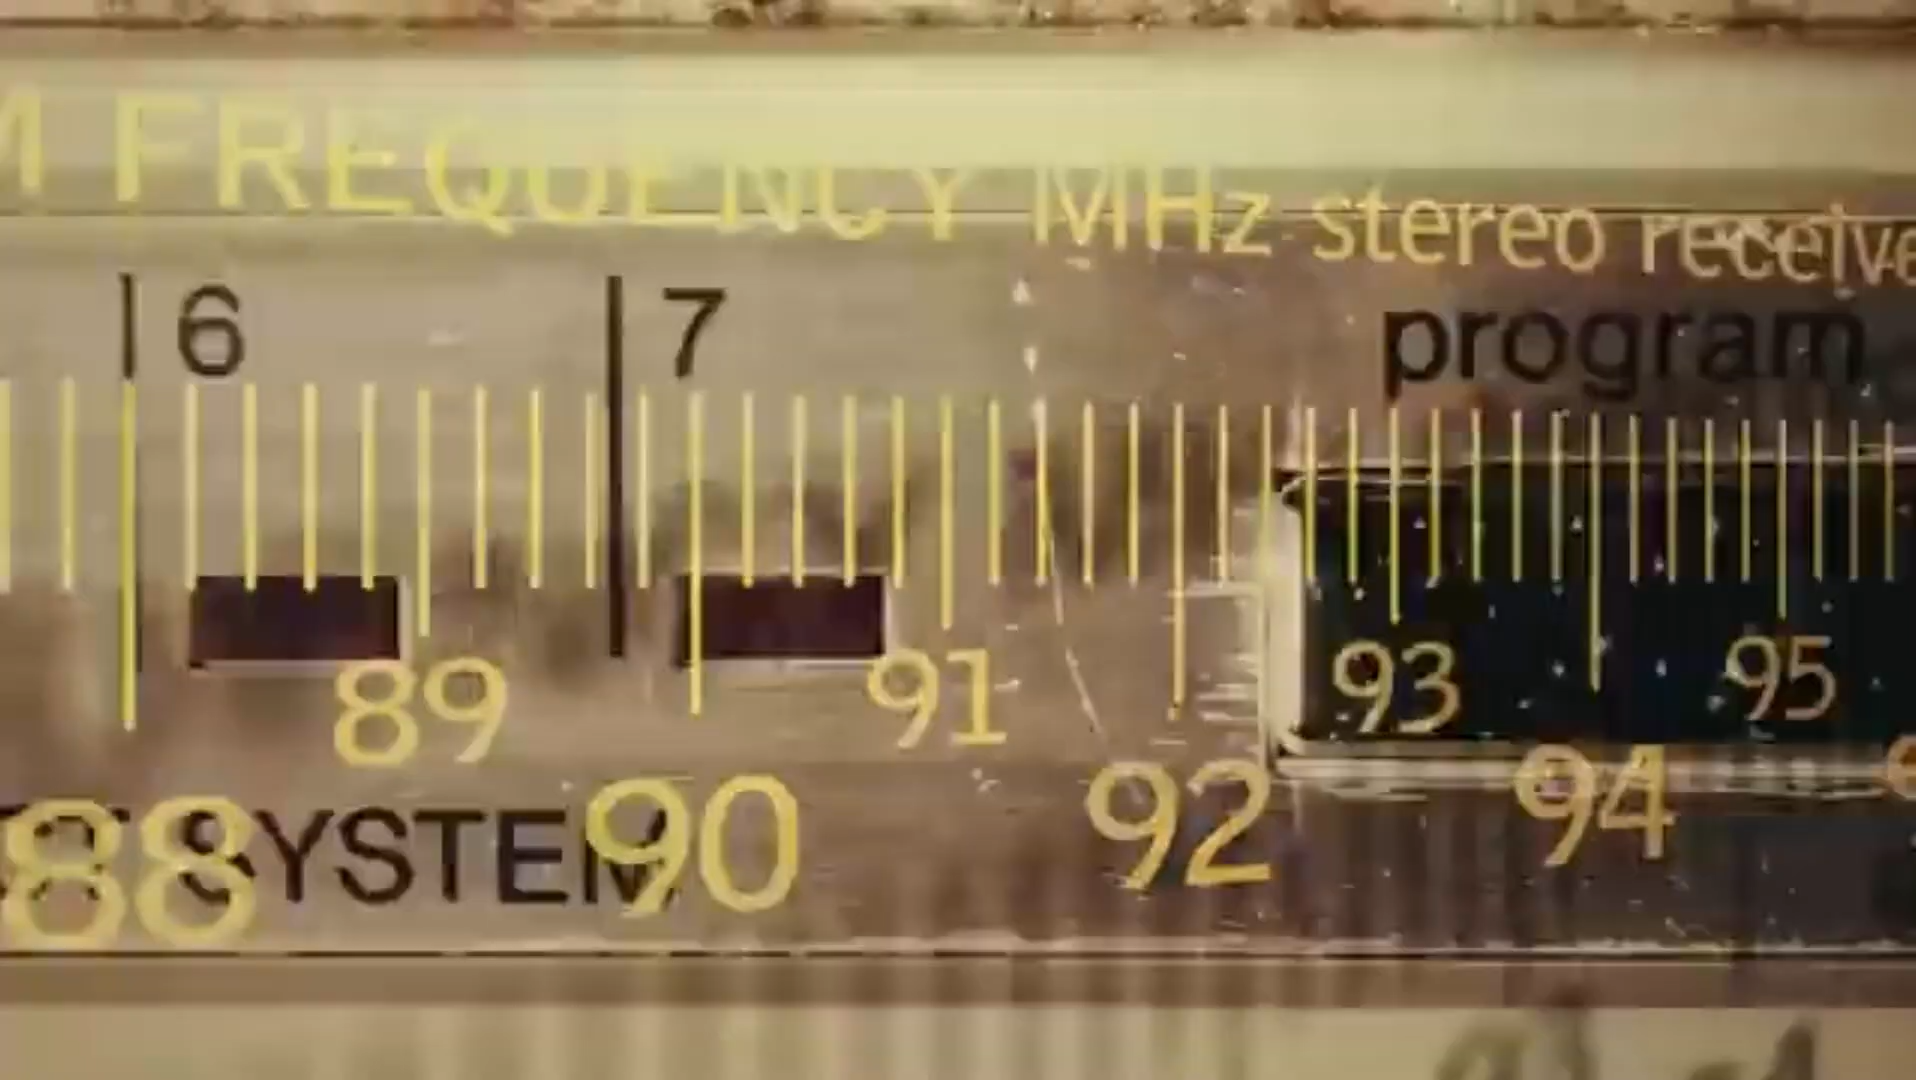 M FREQUENCY MHz stereo receive
6 7 program
89 91 93 95
88 90 92 94
SYSTEM